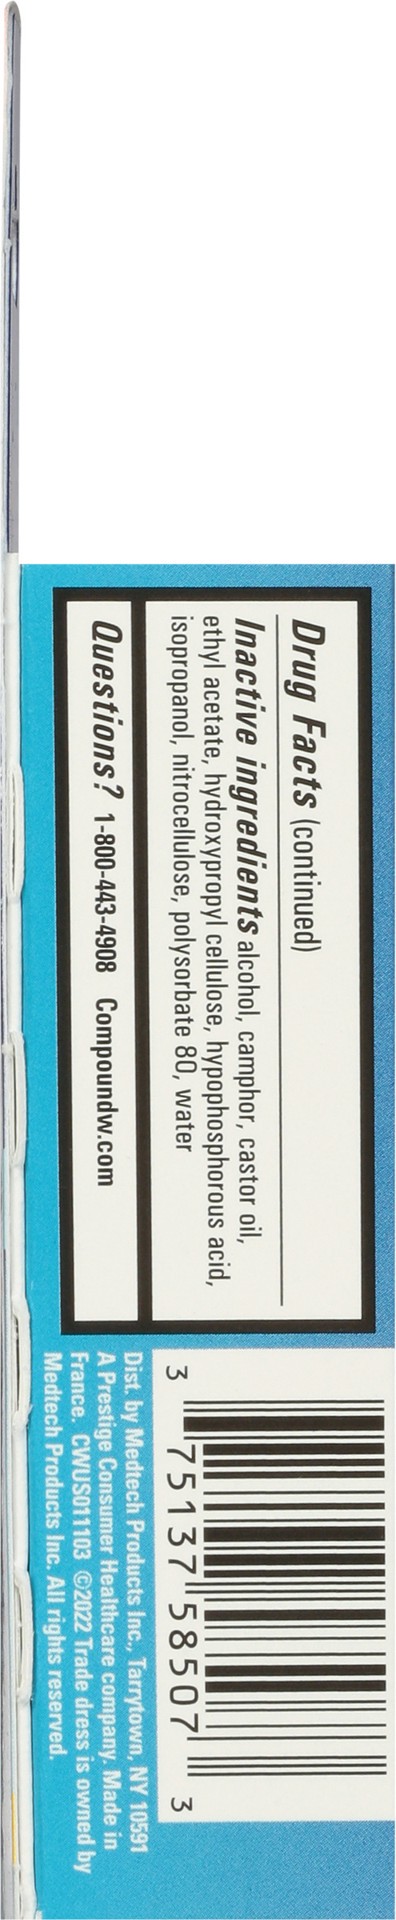 Drug Facts (continued)
Inactive ingredients alcohol, camphor, castor oil,
ethyl acetate, hydroxypropyl cellulose, hypophosphorous acid,
isopropanol, nitrocellulose, polysorbate 80, water
Questions? 1-800-443-4908 Compoundw.com
3 75137 58507 3
Dist. by Medtech Products Inc., Tarrytown, NY 10591
A Prestige Consumer Healthcare company. Made in
France. CWUS01103 ©2022 Trade dress is owned by
Medtech Products Inc. All rights reserved.